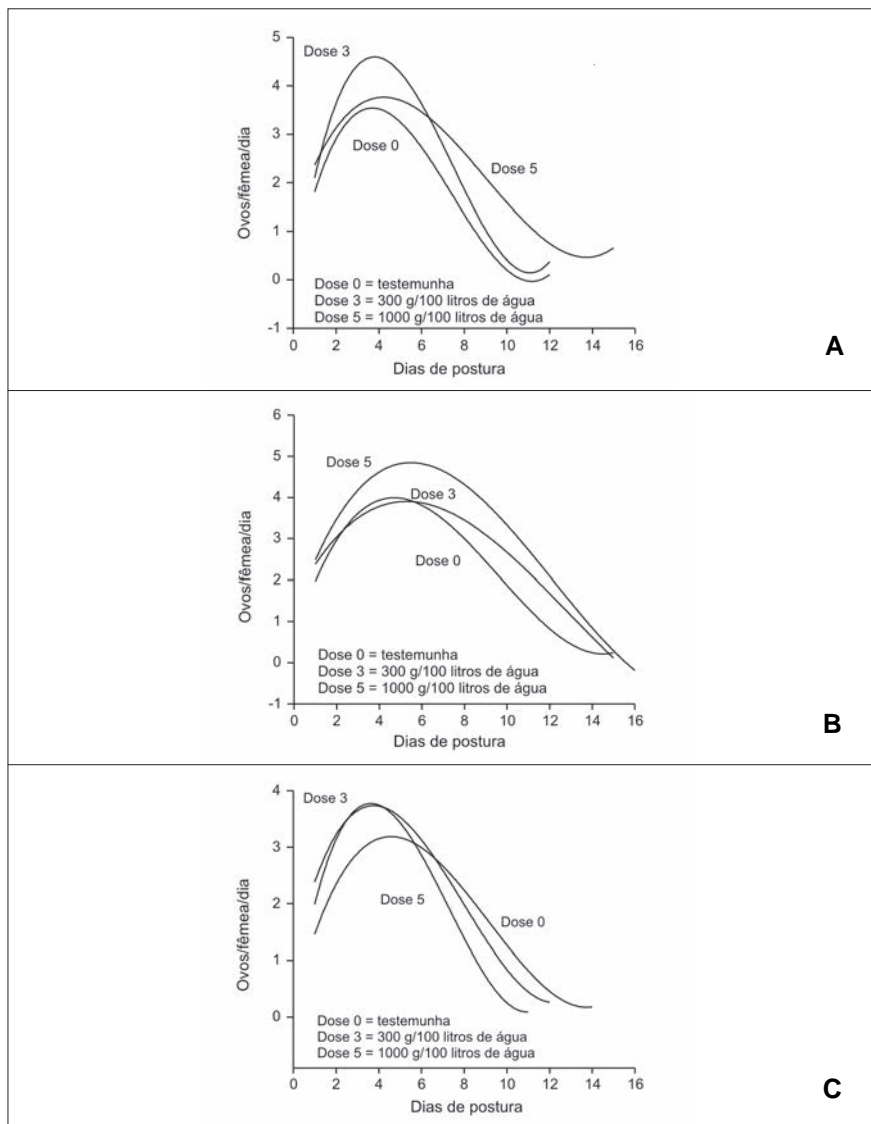 5
Dose 3
4
3
Dose 0
Dose 5
2
1
0
Dose 0 = testemunha
Dose 3 = 300 g/100 litros de água
Dose 5 = 1000 g/100 litros de água
-1
0 2 4 6 8 10 12 14 16
Ovos/fêmea/dia
Dias de postura
A
6
5
Dose 5
4
Dose 3
3
Dose 0
2
1
0
Dose 0 = testemunha
Dose 3 = 300 g/100 litros de água
Dose 5 = 1000 g/100 litros de água
-1
0 2 4 6 8 10 12 14 16
Ovos/fêmea/dia
Dias de postura
B
4
Dose 3
3
2
Dose 5
Dose 0
1
0
Dose 0 = testemunha
Dose 3 = 300 g/100 litros de água
Dose 5 = 1000 g/100 litros de água
0 2 4 6 8 10 12 14 16
Ovos/fêmea/dia
Dias de postura
C